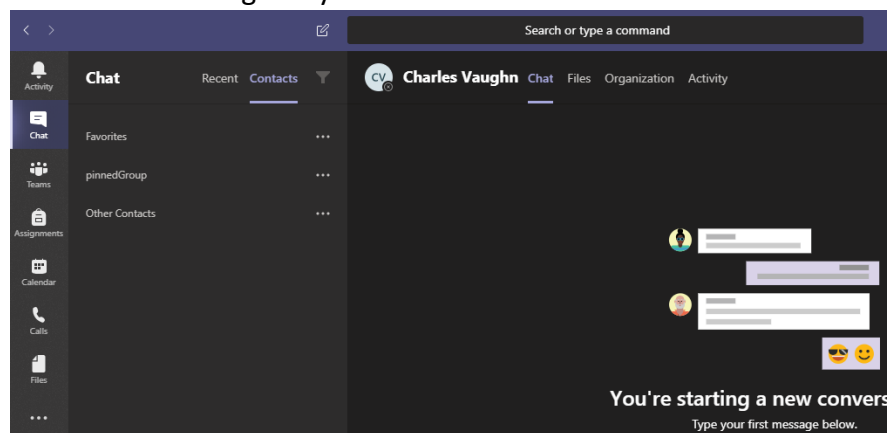 Search or type a command
Activity
Chat
Teams
Assignments
Calendar
Calls
Files
Chat Recent Contacts
Favorites
pinnedGroup
Other Contacts
CV Charles Vaughn Chat Files Organization Activity
You're starting a new convers
Type your first message below.